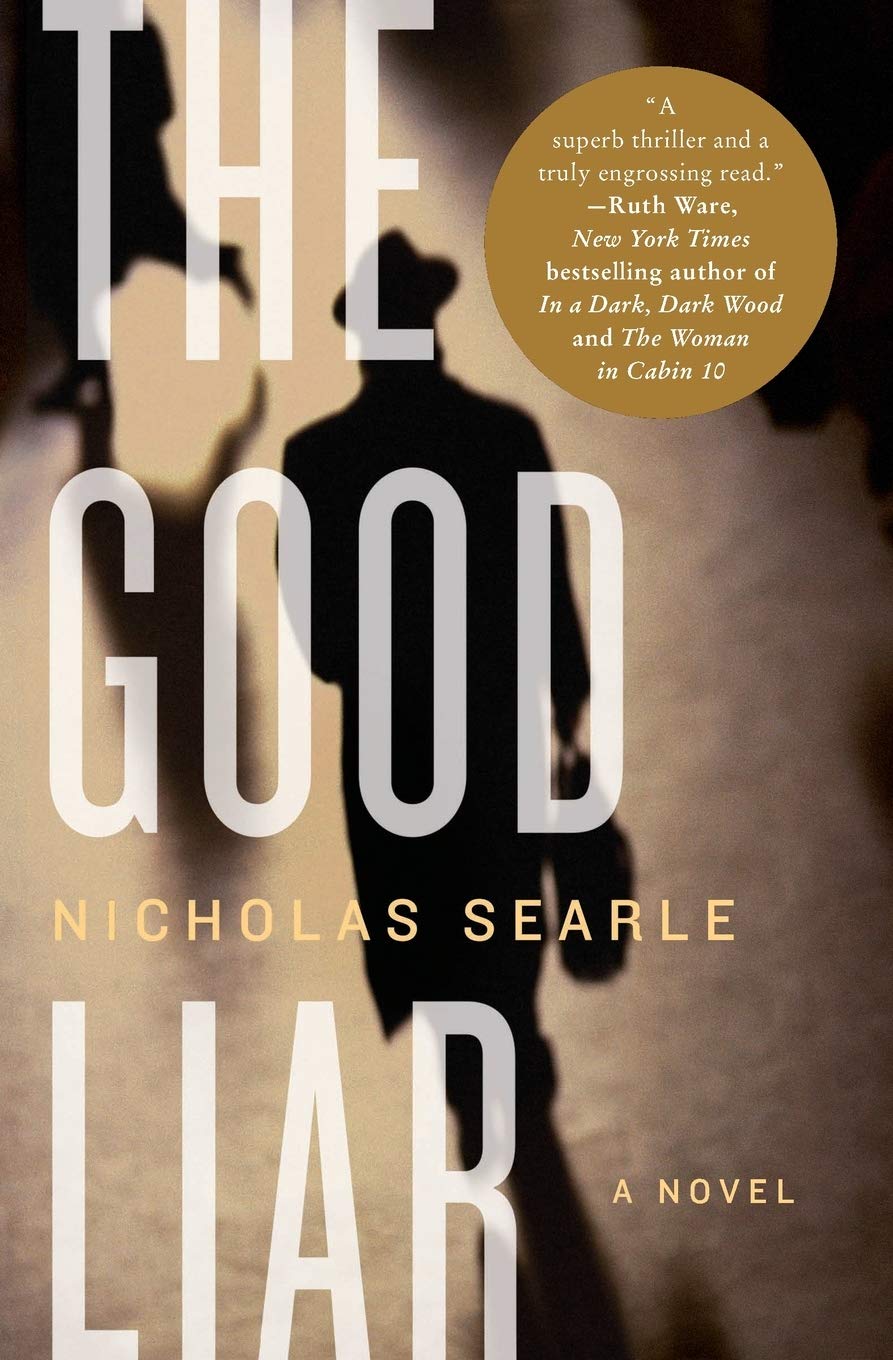 THE
“A
superb thriller and a
truly engrossing read.”
—Ruth Ware,
New York Times
bestselling author of
In a Dark, Dark Wood
and The Woman
in Cabin 10
GOOD
NICHOLAS SEARLE
LIAR
A NOVEL